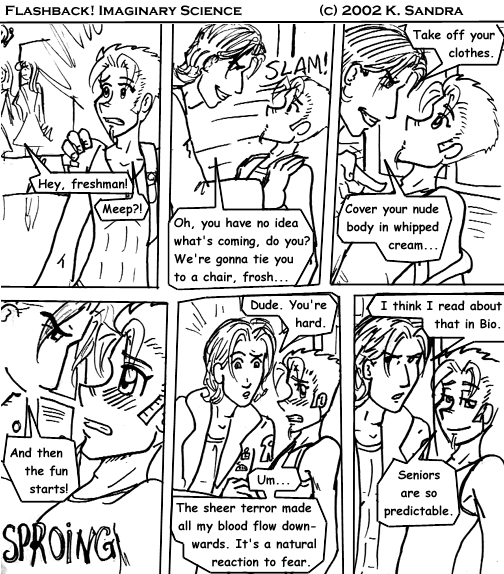 FLASHBACK! IMAGINARY SCIENCE (C) 2002 K. SANDRA
Hey, freshman!
Meep?!
SLAM!
Oh, you have no idea
what's coming, do you?
We're gonna tie you
to a chair, frosh...
Take off your
clothes.
Cover your nude
body in whipped
cream...
And then
the fun
starts!
SPROING!
Dude. You're
hard.
Um...
The sheer terror made
all my blood flow down-
wards. It's a natural
reaction to fear.
I think I read about
that in Bio.
Seniors
are so
predictable.